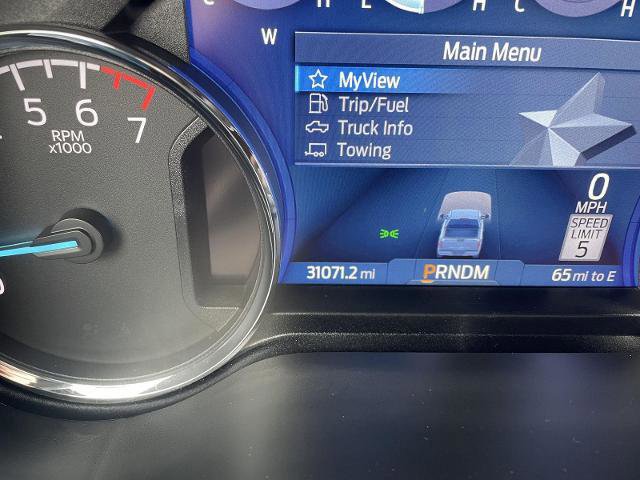 C H E F H C H
W
Main Menu
MyView
Trip/Fuel
Truck Info
Towing
5 6 7
RPM
x1000
0
MPH
SPEED
LIMIT
5
0
31071.2 mi
PRNDM
65 mi to E